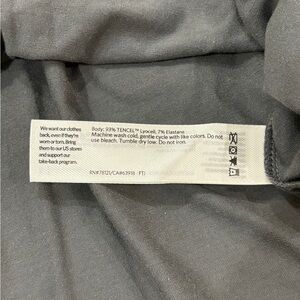 We want our clothes
back, even if they're
worn or torn. Bring
them to our US stores
and support our
take-back program.
Body: 93% TENCEL™ Lyocell, 7% Elastane
Machine wash cold, gentle cycle with like colors. Do not
use bleach. Tumble dry low. Do not iron.
RN#78121/CA#63918 FTJ